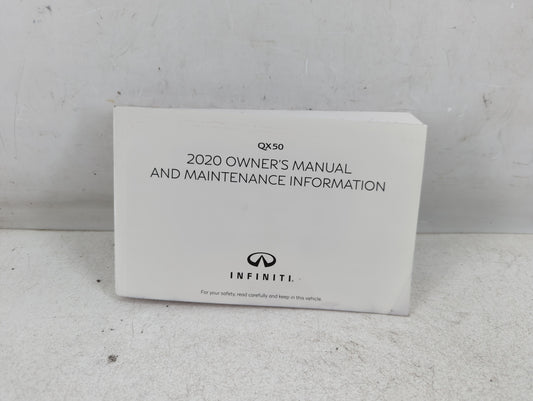 QX50
2020 OWNER'S MANUAL
AND MAINTENANCE INFORMATION
INFINITI.
For your safety, read carefully and keep in this vehicle.